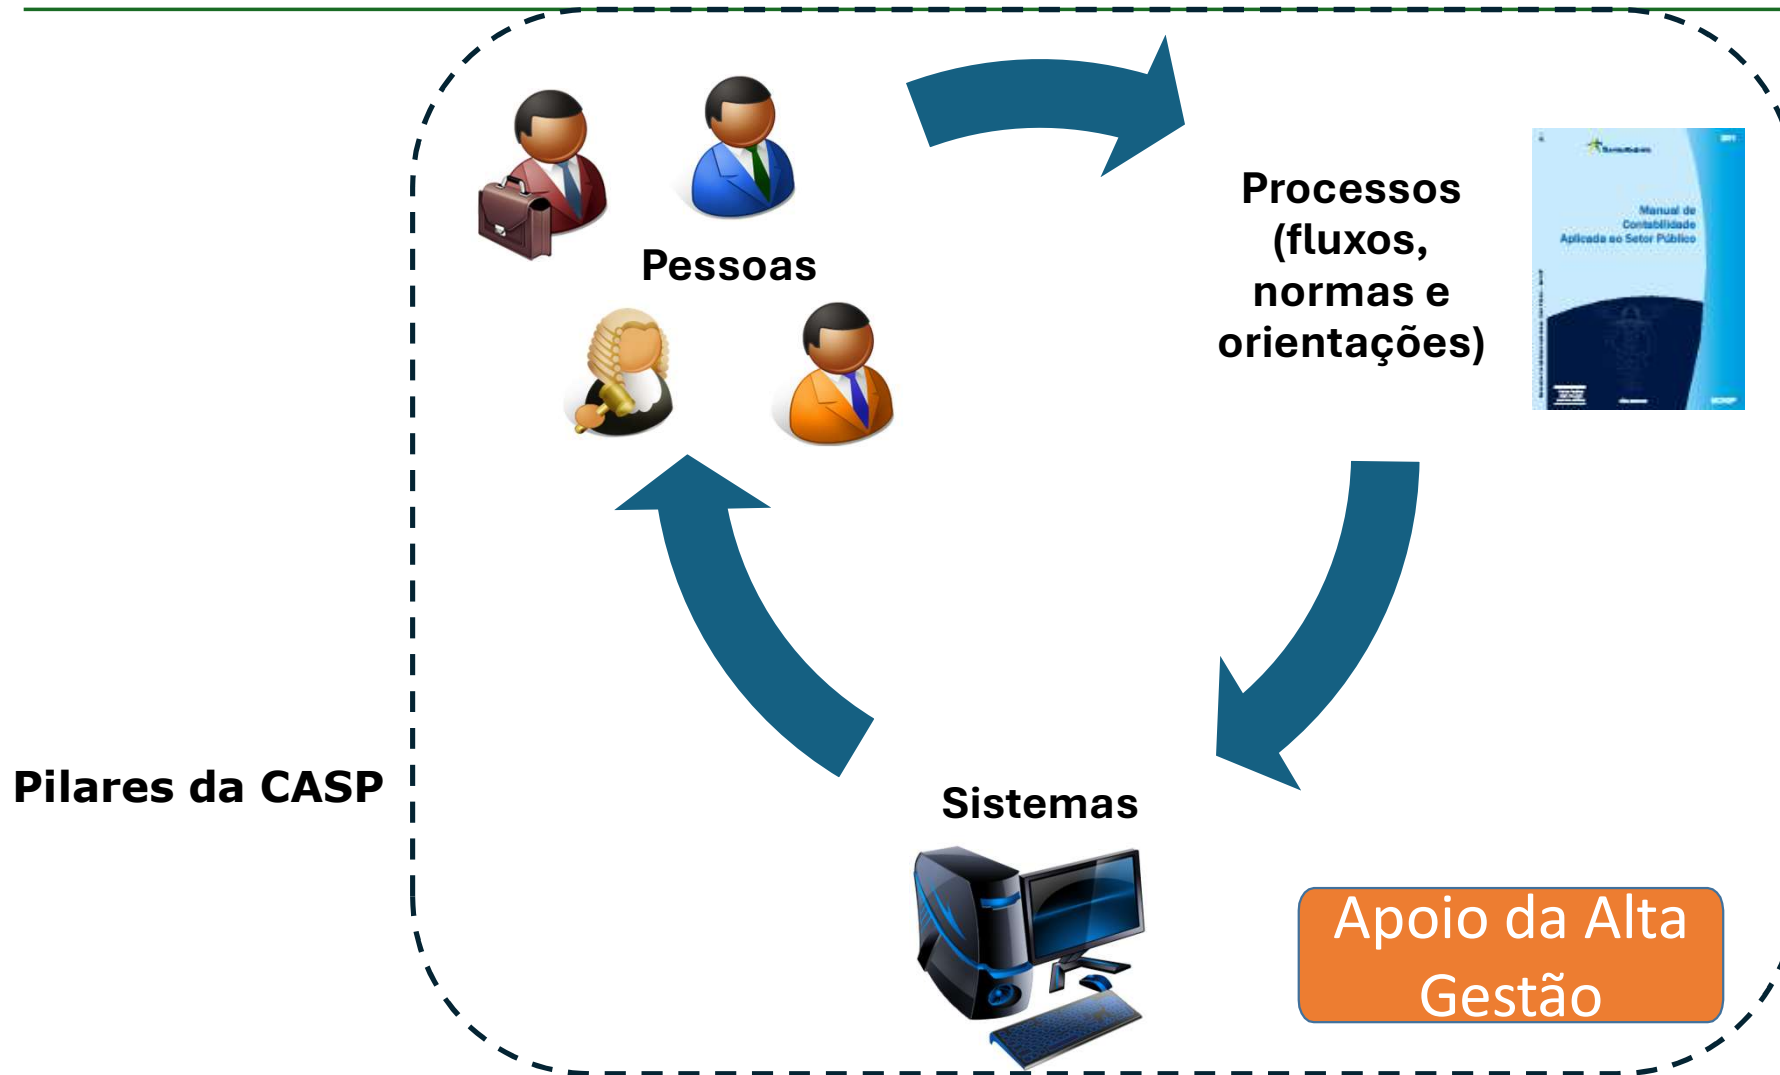 Pessoas
Processos
(fluxos,
normas e
orientações)
Manual de
Contabilidade
Aplicada ao Setor Público
Sistemas
Pilares da CASP
Apoio da Alta
Gestão